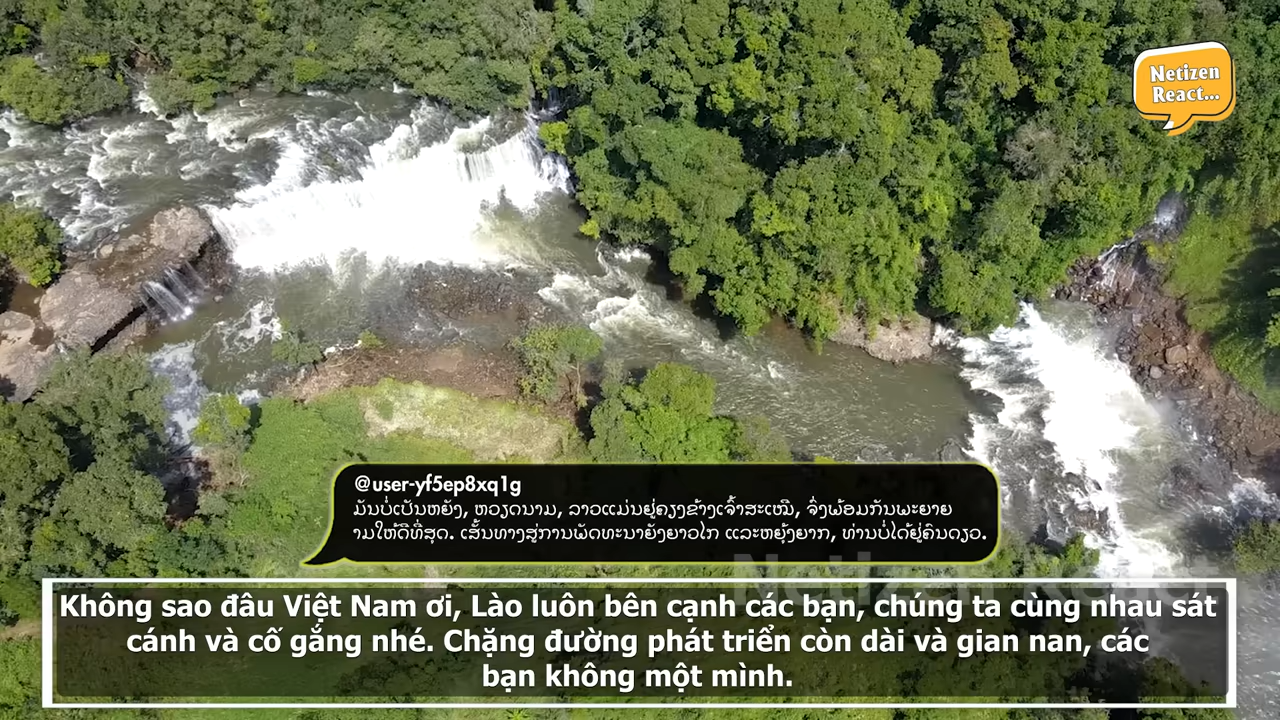 Netizen
React...
@user-yf5ep8xq1g
ມັນບໍ່ເປັນຫຍັງ, ຫວຽດນາມ, ລາວແມ່ນຢູ່ຄຽງຂ້າງເຈົ້າສະເໝີ, ຈົ່ງພ້ອມກັນພະຍາຍ
າມໃຫ້ດີທີ່ສຸດ. ເສັ້ນທາງສູ່ການພັດທະນາຍັງຍາວໄກ ແລະຫຍຸ້ງຍາກ, ທ່ານບໍ່ໄດ້ຢູ່ຄົນດຽວ.
Netizen React
Không sao đâu Việt Nam ơi, Lào luôn bên cạnh các bạn, chúng ta cùng nhau sát
cánh và cố gắng nhé. Chặng đường phát triển còn dài và gian nan, các
bạn không một mình.